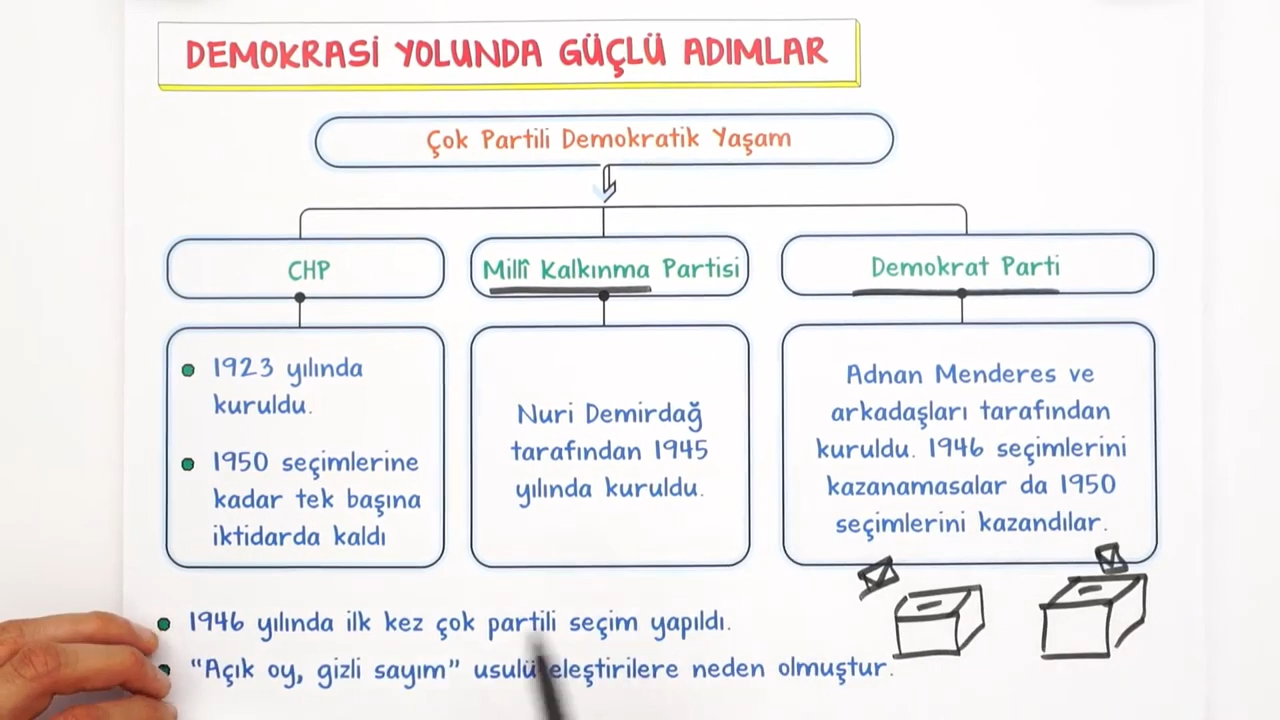 DEMOKRASİ YOLUNDA GÜÇLÜ ADIMLAR
Çok Partili Demokratik Yaşam
CHP
1923 yılında
kuruldu.
1950 seçimlerine
kadar tek başına
iktidarda kaldı
Millî Kalkınma Partisi
Nuri Demirdağ
tarafından 1945
yılında kuruldu.
Demokrat Parti
Adnan Menderes ve
arkadaşları tarafından
kuruldu. 1946 seçimlerini
kazanamasalar da 1950
seçimlerini kazandılar.
1946 yılında ilk kez çok partili seçim yapıldı.
"Açık oy, gizli sayım" usulü eleştirilere neden olmuştur.